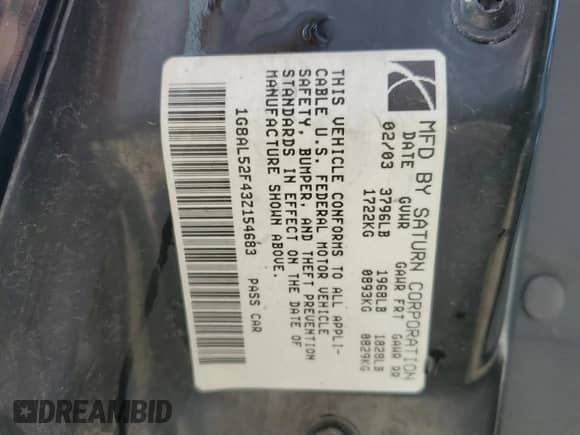 MFD BY SATURN CORPORATION
DATE GVWR GAWR FRT GAWR RR
02/03 3796LB 1968LB 1828LB
1722KG 0893KG 0829KG
THIS VEHICLE CONFORMS TO ALL APPLI-
CABLE U.S. FEDERAL MOTOR VEHICLE
SAFETY, BUMPER, AND THEFT PREVENTION
STANDARDS IN EFFECT ON THE DATE OF
MANUFACTURE SHOWN ABOVE.
1G8AL52F43Z154683 PASS CAR
DREAMBID